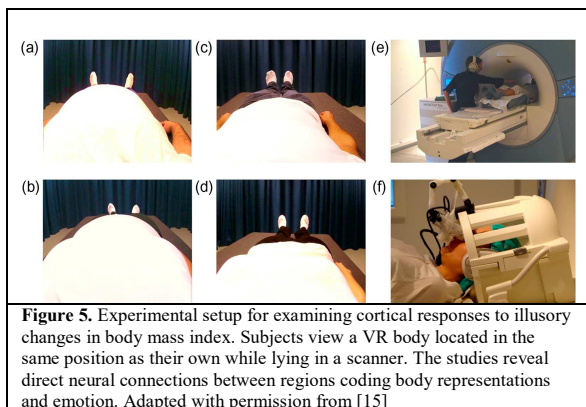 (a) (c) (e)
(b) (d) (f)
Figure 5. Experimental setup for examining cortical responses to illusory
changes in body mass index. Subjects view a VR body located in the
same position as their own while lying in a scanner. The studies reveal
direct neural connections between regions coding body representations
and emotion. Adapted with permission from [15]